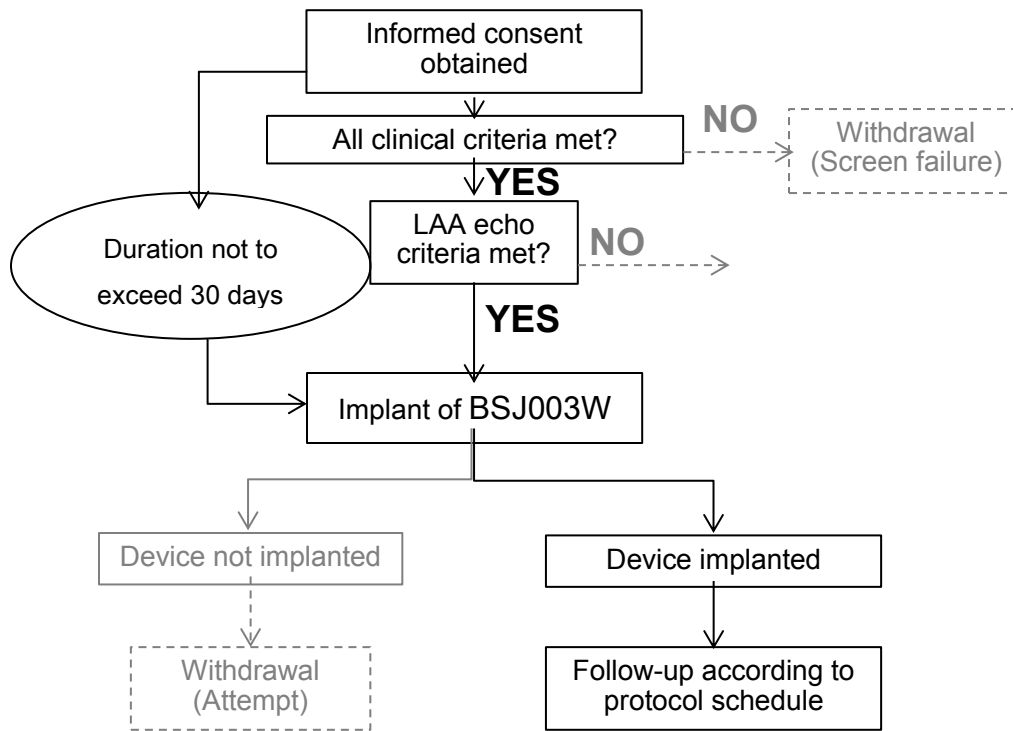 Informed consent
obtained
All clinical criteria met?
NO
Withdrawal
(Screen failure)
YES
LAA echo
criteria met?
NO
Duration not to
exceed 30 days
YES
Implant of BSJ003W
Device not implanted
Device implanted
Withdrawal
(Attempt)
Follow-up according to
protocol schedule